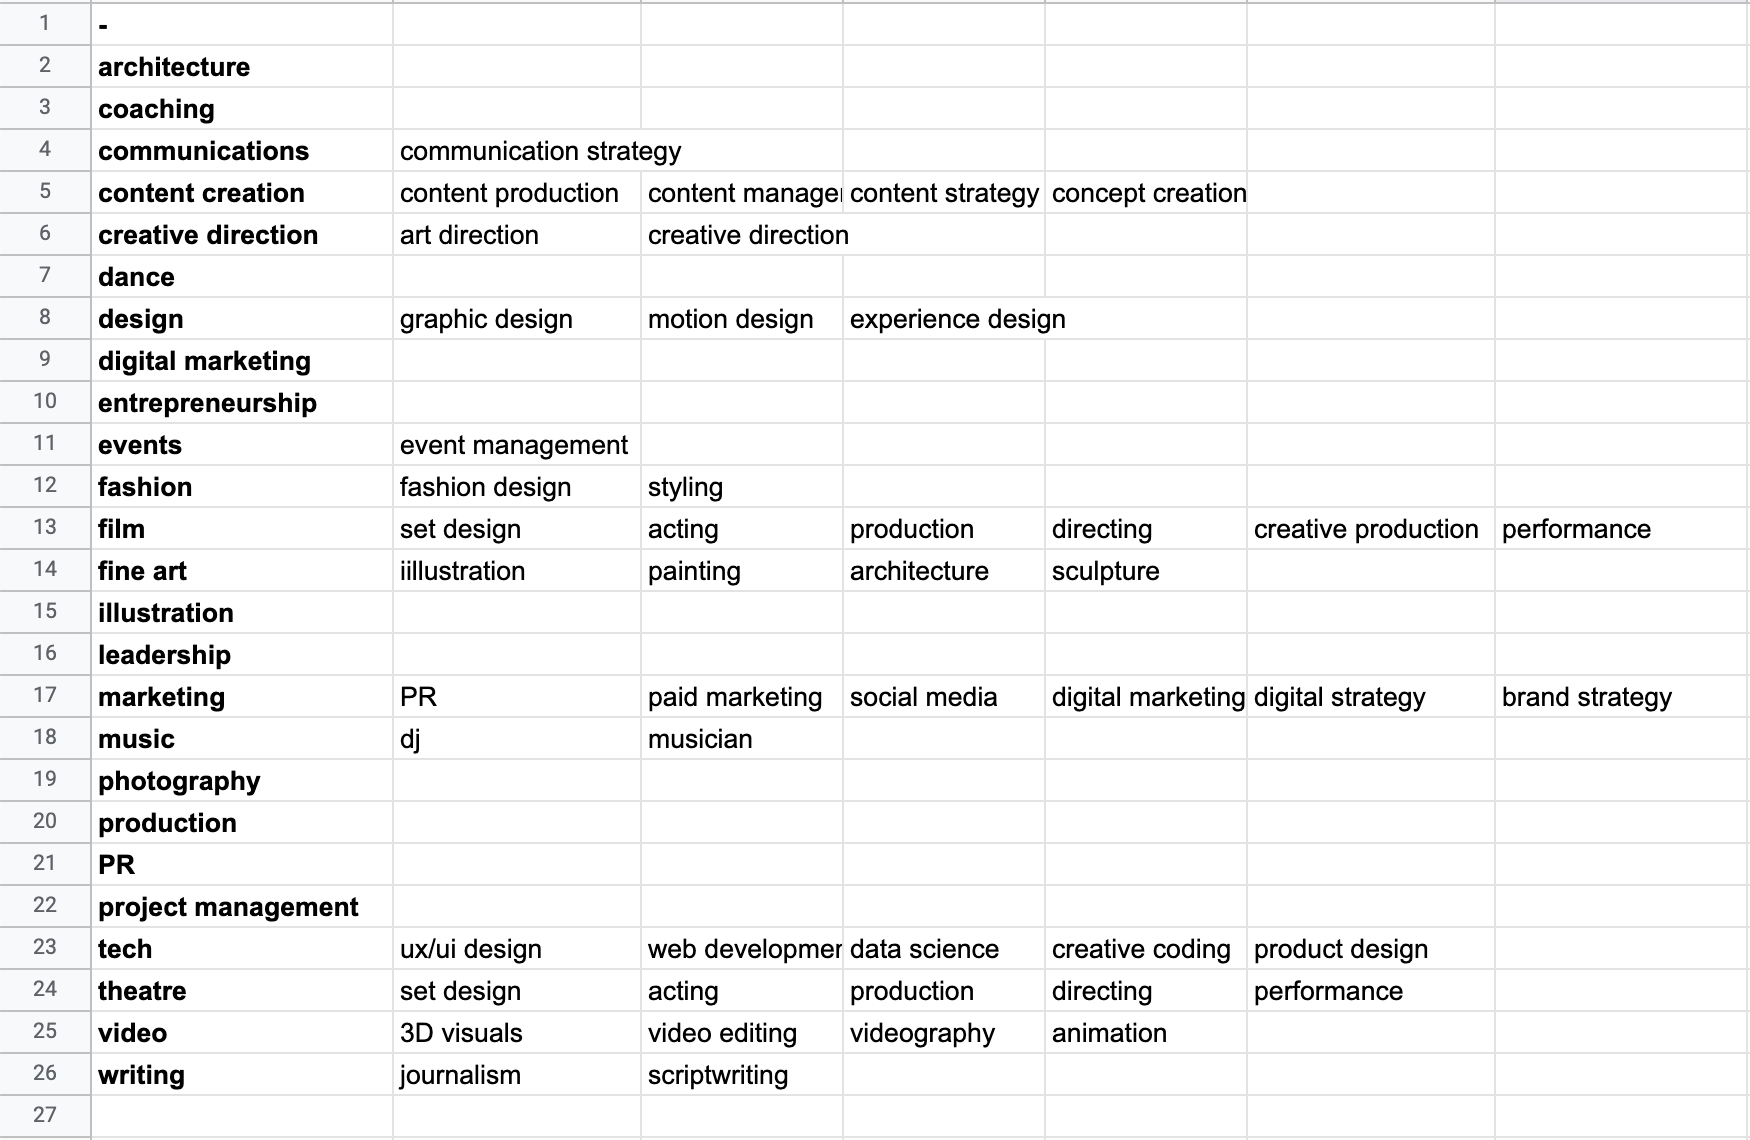 1 -
2 architecture
3 coaching
4 communications communication strategy
5 content creation content production content manager content strategy concept creation
6 creative direction art direction creative direction
7 dance
8 design graphic design motion design experience design
9 digital marketing
10 entrepreneurship
11 events event management
12 fashion fashion design styling
13 film set design acting production directing creative production performance
14 fine art iillustration painting architecture sculpture
15 illustration
16 leadership
17 marketing PR paid marketing social media digital marketing digital strategy brand strategy
18 music dj musician
19 photography
20 production
21 PR
22 project management
23 tech ux/ui design web developmen data science creative coding product design
24 theatre set design acting production directing performance
25 video 3D visuals video editing videography animation
26 writing journalism scriptwriting
27